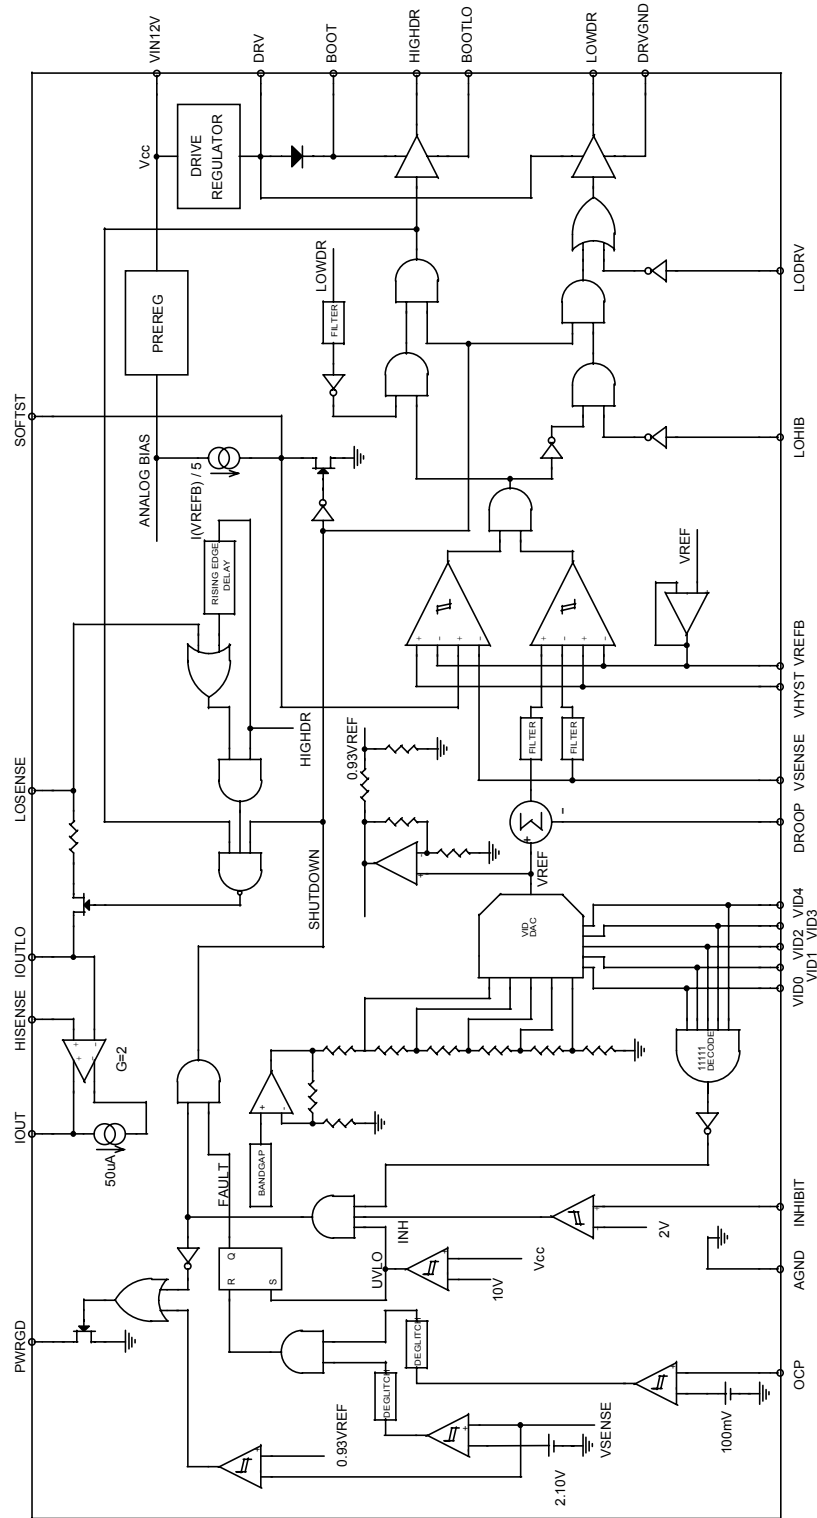 VIN12V
DRV
BOOT
HIGHDR
BOOTLO
LOWDR
DRVGND
Vcc
DRIVE
REGULATOR
PREREG
LOWDR
FILTER
LODRV
SOFTST
ANALOG BIAS
I(VREFB) / 5
LOHIB
RISING EDGE
DELAY
VREF
+
-
+
-
+
-
+
-
+
-
VREFB
VHYST
HIGHDR
0.93VREF
FILTER
FILTER
VSENSE
LOSENSE
Σ
+
-
DROOP
+
-
VREF
SHUTDOWN
VID
DAC
VID4
VID3
VID2
VID1
VID0
IOUTLO
HISENSE
+
-
+
-
G=2
11111
DECODE
IOUT
50uA
+
-
BANDGAP
FAULT
INH
+
-
2V
INHIBIT
R
Q
S
UVLO
10V
Vcc
AGND
PWRGD
DEGLITCH
DEGLITCH
OCP
100mV
+
0.93VREF
+
VSENSE
2.10V